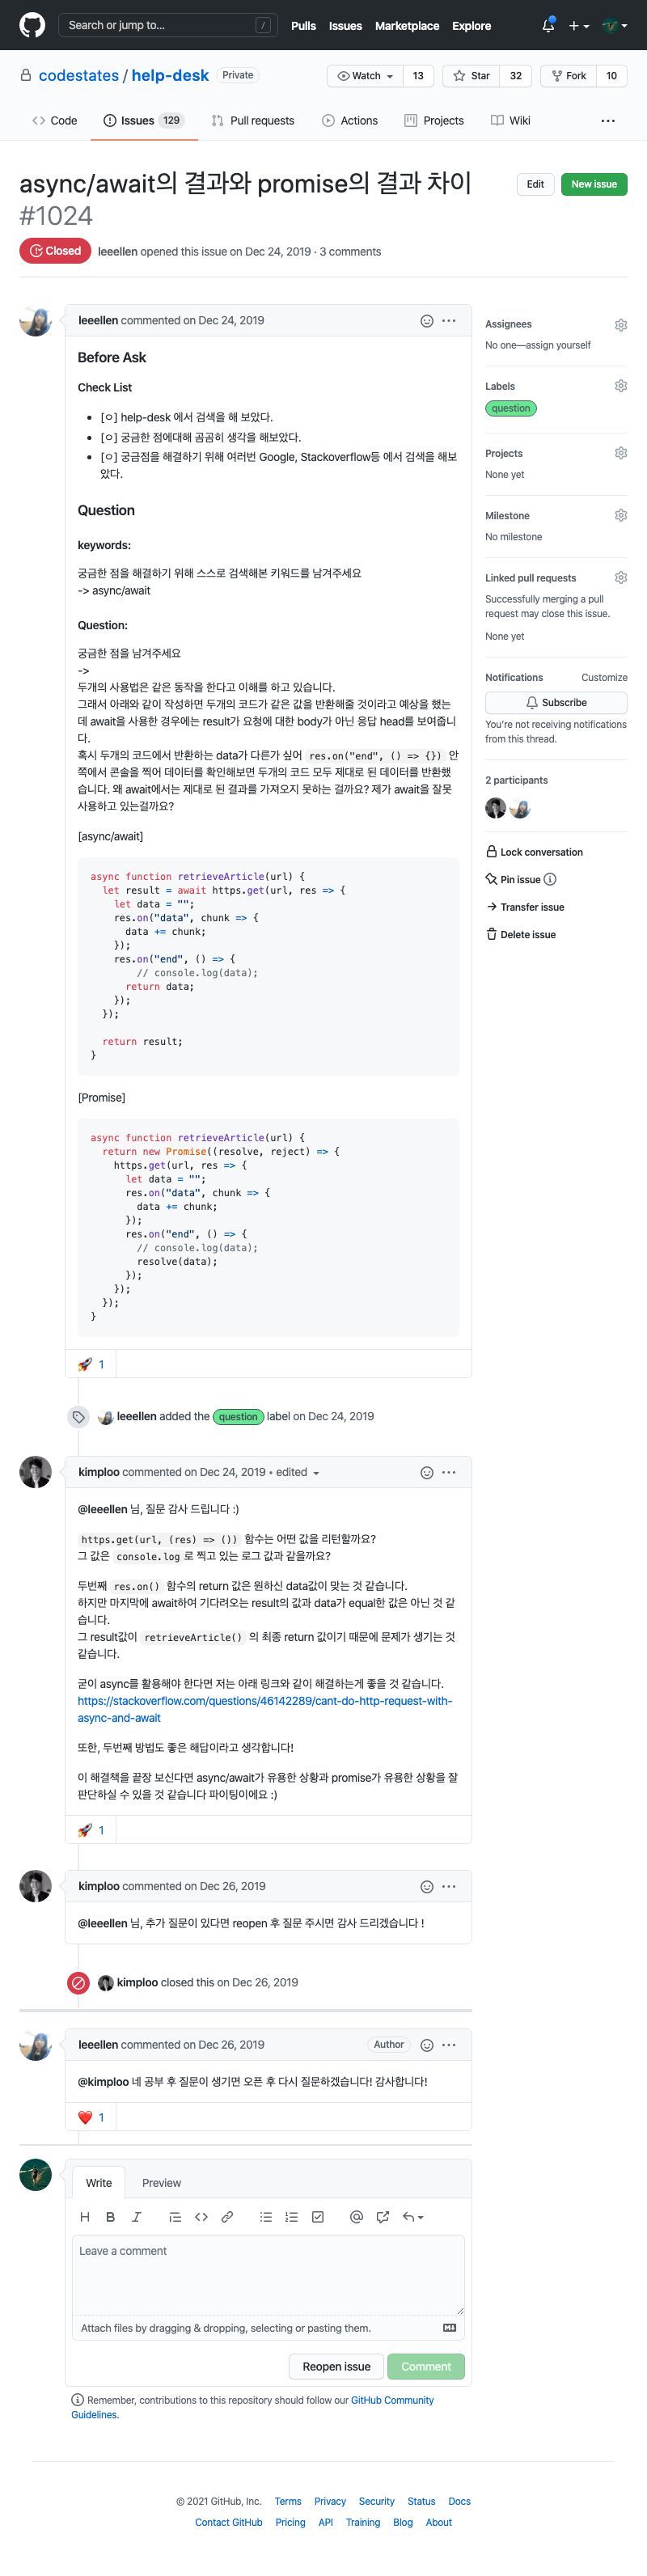 Search or jump to... /
Pulls Issues Marketplace Explore
codestates / help-desk Private
Watch 13 Star 32 Fork 10
Code Issues 129 Pull requests Actions Projects Wiki
async/await의 결과와 promise의 결과 차이
#1024
Edit New issue
Closed leeellen opened this issue on Dec 24, 2019 · 3 comments
leeellen commented on Dec 24, 2019
Before Ask
Check List
[ㅇ] help-desk 에서 검색을 해 보았다.
[ㅇ] 궁금한 점에대해 곰곰히 생각을 해보았다.
[ㅇ] 궁금점을 해결하기 위해 여러번 Google, Stackoverflow등 에서 검색을 해보
았다.
Question
keywords:
궁금한 점을 해결하기 위해 스스로 검색해본 키워드를 남겨주세요
-> async/await
Question:
궁금한 점을 남겨주세요
->
두개의 사용법은 같은 동작을 한다고 이해를 하고 있습니다.
그래서 아래와 같이 작성하면 두개의 코드가 같은 값을 반환해줄 것이라고 예상을 했는
데 await을 사용한 경우에는 result가 요청에 대한 body가 아닌 응답 head를 보여줍니
다.
혹시 두개의 코드에서 반환하는 data가 다른가 싶어 res.on("end", () => {}) 안
쪽에서 콘솔을 찍어 데이터를 확인해보면 두개의 코드 모두 제대로 된 데이터를 반환했
습니다. 왜 await에서는 제대로 된 결과를 가져오지 못하는 걸까요? 제가 await을 잘못
사용하고 있는걸까요?
[async/await]
async function retrieveArticle(url) {
let result = await https.get(url, res => {
let data = "";
res.on("data", chunk => {
data += chunk;
});
res.on("end", () => {
// console.log(data);
return data;
});
});
return result;
}
[Promise]
async function retrieveArticle(url) {
return new Promise((resolve, reject) => {
https.get(url, res => {
let data = "";
res.on("data", chunk => {
data += chunk;
});
res.on("end", () => {
// console.log(data);
resolve(data);
});
});
});
}
1
leeellen added the question label on Dec 24, 2019
kimploo commented on Dec 24, 2019 • edited
@leeellen 님, 질문 감사 드립니다 :)
https.get(url, (res) => ()) 함수는 어떤 값을 리턴할까요?
그 값은 console.log 로 찍고 있는 로그 값과 같을까요?
두번째 res.on() 함수의 return 값은 원하신 data값이 맞는 것 같습니다.
하지만 마지막에 await하여 기다려오는 result의 값과 data가 equal한 값은 아닌 것 같
습니다.
그 result값이 retrieveArticle() 의 최종 return 값이기 때문에 문제가 생기는 것
같습니다.
굳이 async를 활용해야 한다면 저는 아래 링크와 같이 해결하는게 좋을 것 같습니다.
https://stackoverflow.com/questions/46142289/cant-do-http-request-with-
async-and-await
또한, 두번째 방법도 좋은 해답이라고 생각합니다!
이 해결책을 끝장 보신다면 async/await가 유용한 상황과 promise가 유용한 상황을 잘
판단하실 수 있을 것 같습니다 파이팅이에요 :)
1
kimploo commented on Dec 26, 2019
@leeellen 님, 추가 질문이 있다면 reopen 후 질문 주시면 감사 드리겠습니다 !
kimploo closed this on Dec 26, 2019
leeellen commented on Dec 26, 2019 Author
@kimploo 네 공부 후 질문이 생기면 오픈 후 다시 질문하겠습니다! 감사합니다!
1
Write Preview
Leave a comment
Attach files by dragging & dropping, selecting or pasting them.
Reopen issue Comment
Remember, contributions to this repository should follow our GitHub Community
Guidelines.
Assignees
No one—assign yourself
Labels
question
Projects
None yet
Milestone
No milestone
Linked pull requests
Successfully merging a pull
request may close this issue.
None yet
Notifications Customize
Subscribe
You're not receiving notifications
from this thread.
2 participants
Lock conversation
Pin issue
Transfer issue
Delete issue
© 2021 GitHub, Inc. Terms Privacy Security Status Docs
Contact GitHub Pricing API Training Blog About